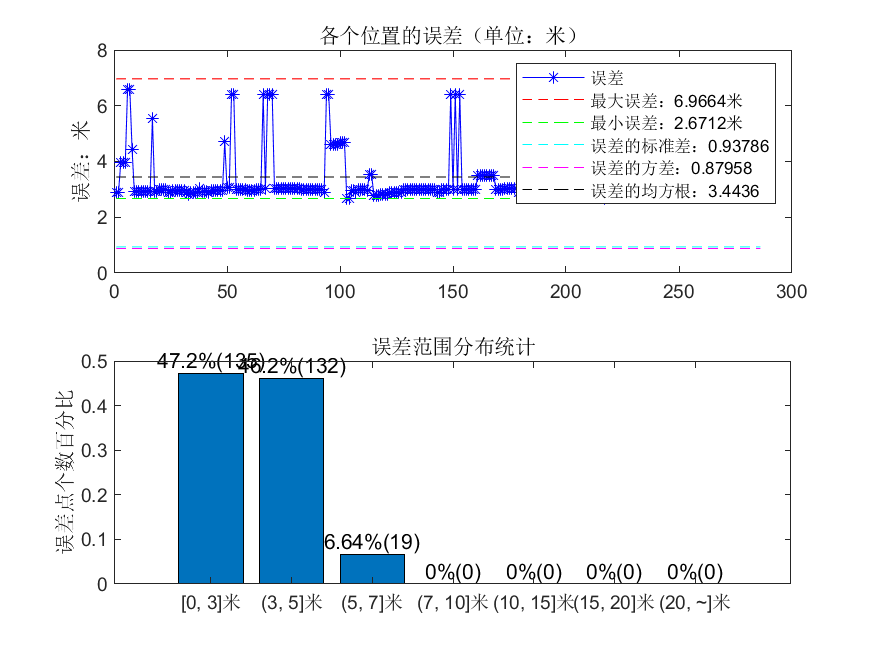 各个位置的误差（单位：米）
8
6
4
2
0
误差：米
误差
最大误差：6.9664米
最小误差：2.6712米
误差的标准差：0.93786
误差的方差：0.87958
误差的均方根：3.4436
0 50 100 150 200 250 300
误差范围分布统计
0.5
0.4
0.3
0.2
0.1
0
误差点个数百分比
47.2%(135)
46.2%(132)
6.64%(19)
0%(0) 0%(0) 0%(0) 0%(0)
[0, 3]米 (3, 5]米 (5, 7]米 (7, 10]米 (10, 15]米 (15, 20]米 (20, ~]米